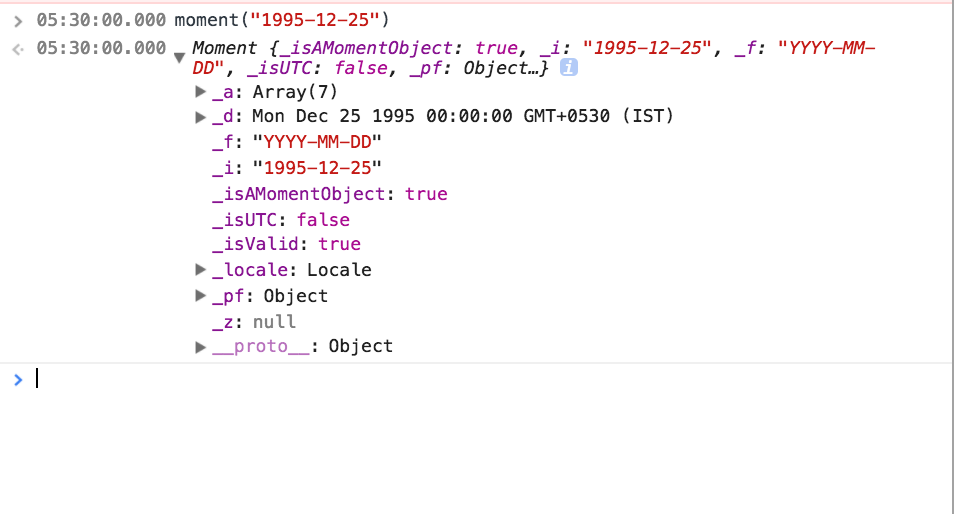 05:30:00.000 moment("1995-12-25")
05:30:00.000 Moment {_isAMomentObject: true, _i: "1995-12-25", _f: "YYYY-MM-
DD", _isUTC: false, _pf: Object…} i
_a: Array(7)
_d: Mon Dec 25 1995 00:00:00 GMT+0530 (IST)
_f: "YYYY-MM-DD"
_i: "1995-12-25"
_isAMomentObject: true
_isUTC: false
_isValid: true
_locale: Locale
_pf: Object
_z: null
__proto__: Object